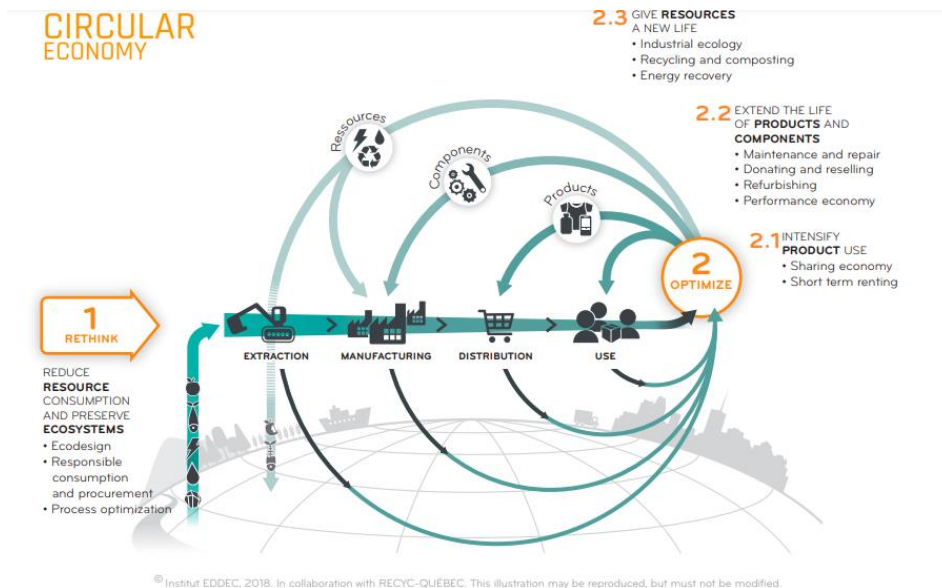 CIRCULAR
ECONOMY
2.3 GIVE RESOURCES
A NEW LIFE
• Industrial ecology
• Recycling and composting
• Energy recovery
2.2 EXTEND THE LIFE
OF PRODUCTS AND
COMPONENTS
• Maintenance and repair
• Donating and reselling
• Refurbishing
• Performance economy
2.1 INTENSIFY
PRODUCT USE
• Sharing economy
• Short term renting
Ressources
Components
Products
2
OPTIMIZE
1
RETHINK
EXTRACTION
MANUFACTURING
DISTRIBUTION
USE
REDUCE
RESOURCE
CONSUMPTION
AND PRESERVE
ECOSYSTEMS
• Ecodesign
• Responsible
consumption
and procurement
• Process optimization
© Institut EDDEC, 2018. In collaboration with RECYC-QUÉBEC. This illustration may be reproduced, but must not be modified.